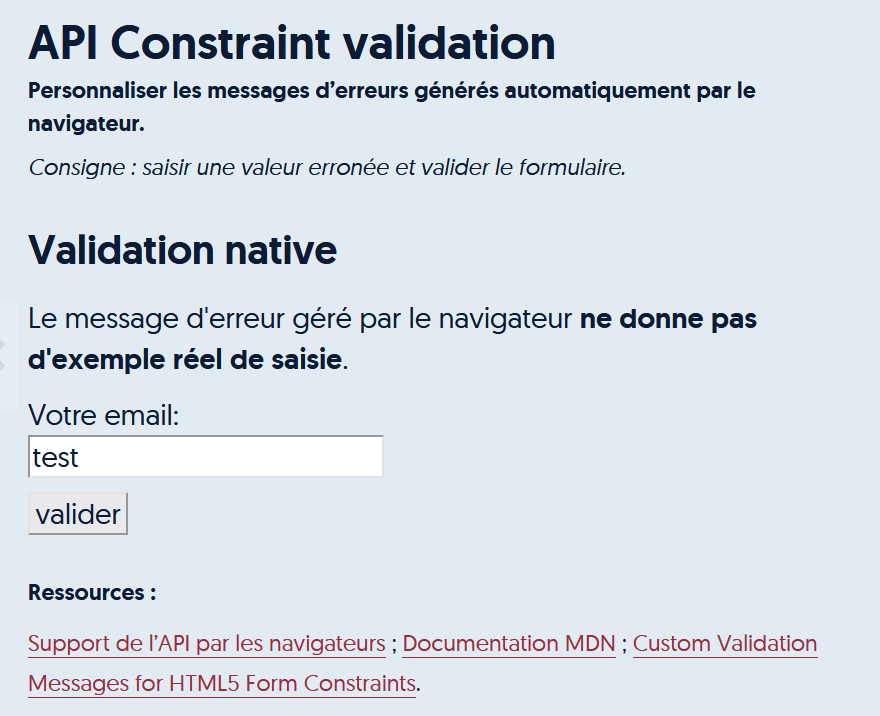 API Constraint validation
Personnaliser les messages d’erreurs générés automatiquement par le
navigateur.
Consigne : saisir une valeur erronée et valider le formulaire.
Validation native
Le message d'erreur géré par le navigateur ne donne pas
d'exemple réel de saisie.
Votre email:
test
valider
Ressources :
Support de l’API par les navigateurs ; Documentation MDN ; Custom Validation
Messages for HTML5 Form Constraints.